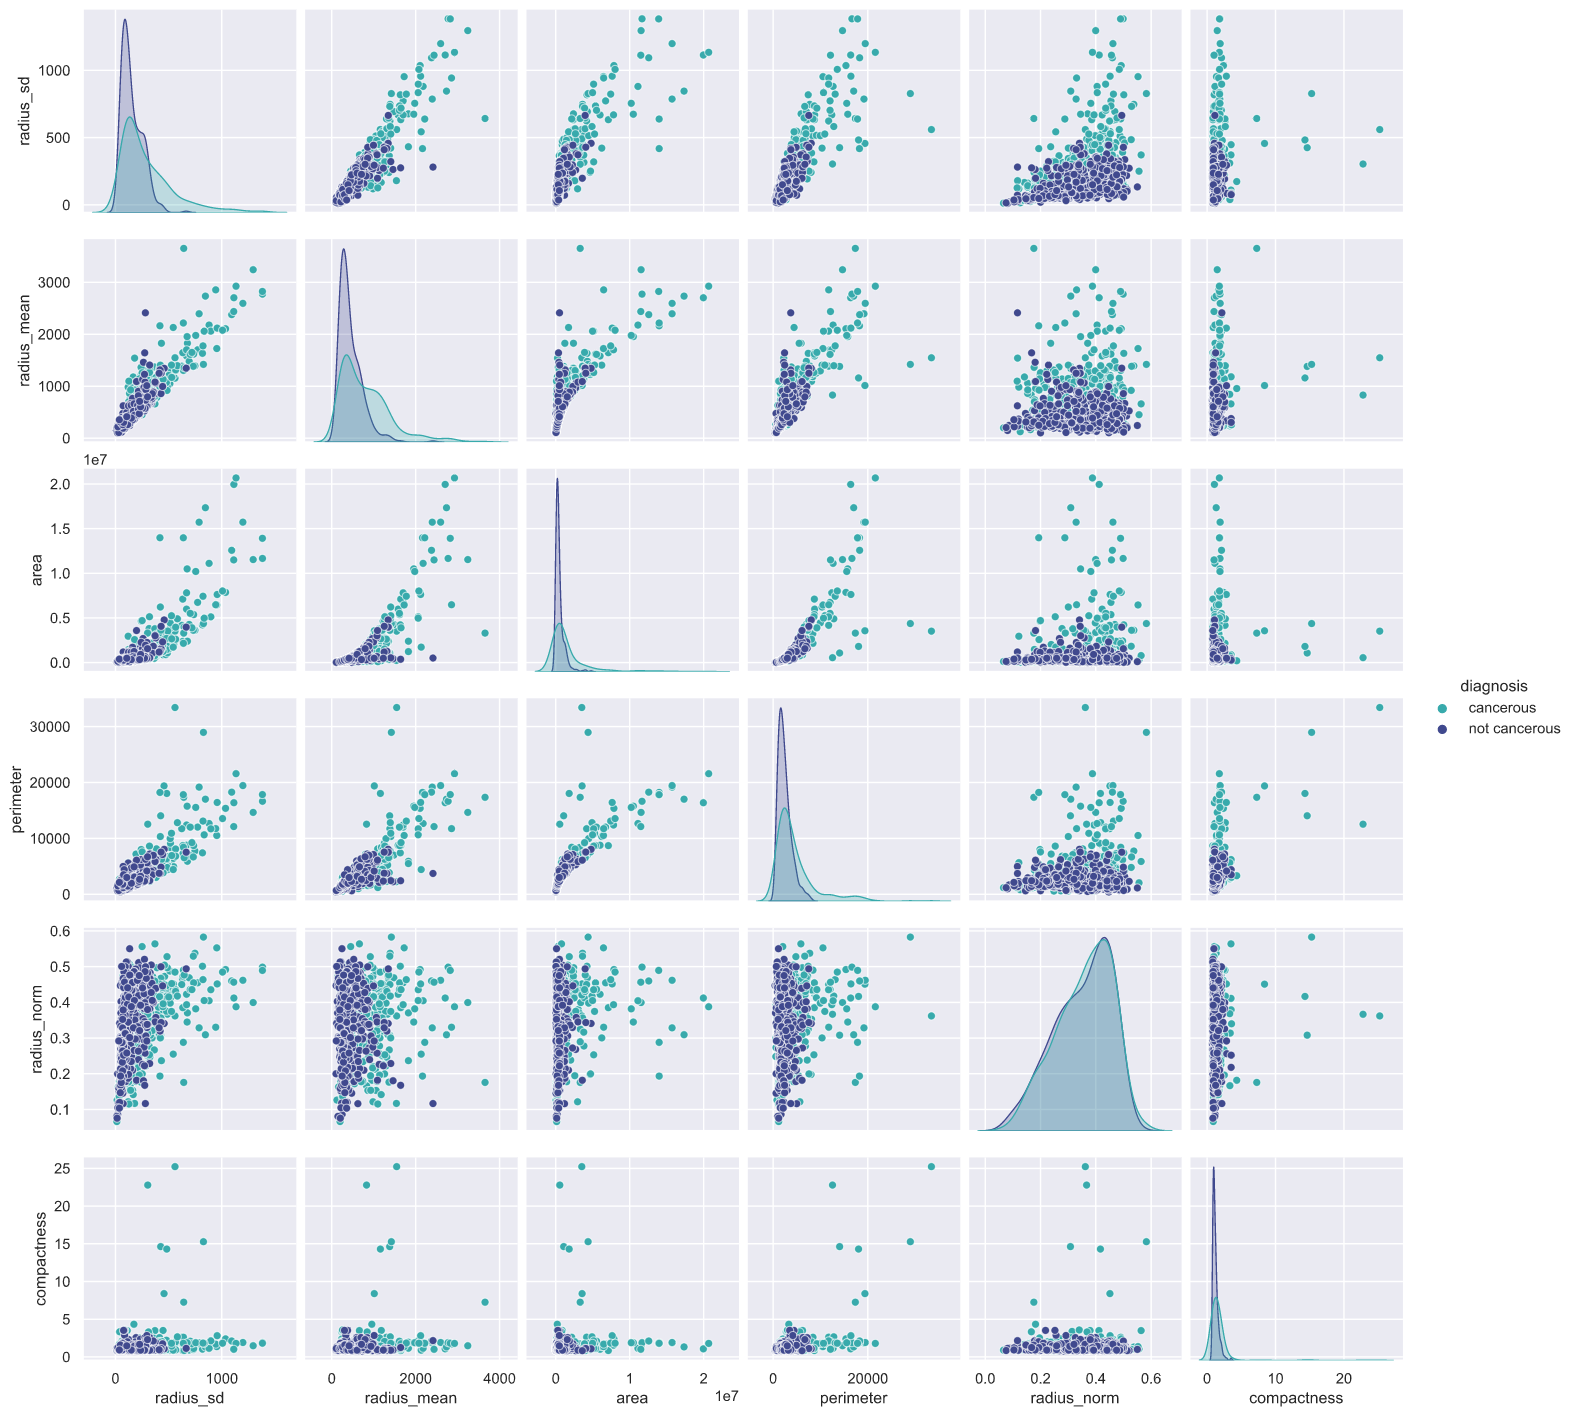 radius_sd
1000
500
0
radius_mean
3000
2000
1000
0
1e7
area
2.0
1.5
1.0
0.5
0.0
diagnosis
cancerous
not cancerous
perimeter
30000
20000
10000
0
radius_norm
0.6
0.5
0.4
0.3
0.2
0.1
compactness
25
20
15
10
5
0
0 1000 0 2000 4000 0 1 2 0 20000 0.0 0.2 0.4 0.6 0 10 20
1e7
radius_sd radius_mean area perimeter radius_norm compactness